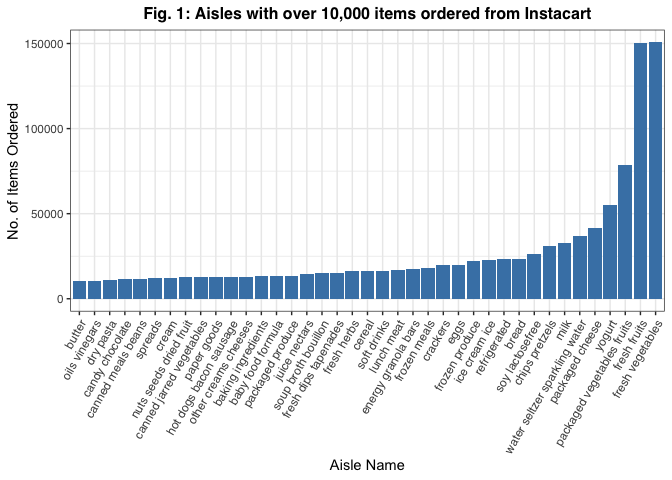 Fig. 1: Aisles with over 10,000 items ordered from Instacart
No. of Items Ordered
150000
100000
50000
0
butter
oils vinegars
dry pasta
candy chocolate
canned meals beans
spreads
cream
nuts seeds dried fruit
canned jarred vegetables
paper goods
hot dogs bacon sausage
other creams cheeses
baking ingredients
baby food formula
packaged produce
juice nectars
soup broth bouillon
fresh dips tapenades
fresh herbs
cereal
soft drinks
lunch meat
energy granola bars
frozen meals
crackers
eggs
frozen produce
ice cream ice
refrigerated
bread
soy lactosefree
chips pretzels
milk
water seltzer sparkling water
packaged cheese
yogurt
packaged vegetables fruits
fresh fruits
fresh vegetables
Aisle Name